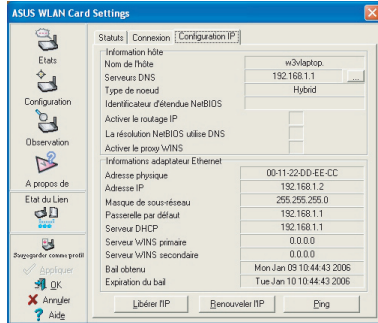 ASUS WLAN Card Settings
Etats
Configuration
Observation
A propos de
Etat du Lien
Sauvegarder comme profil
Appliquer
OK
Annuler
Aide
Statuts Connexion Configuration IP
Information hôte
Nom de l'hôte w3vlaptop.
Serveurs DNS 192.168.1.1 ...
Type de noeud Hybrid
Identificateur d'étendue NetBIOS
Activer le routage IP
La résolution NetBIOS utilise DNS
Activer le proxy WINS
Informations adaptateur Ethernet
Adresse physique 00-11-22-DD-EE-CC
Adresse IP 192.168.1.2
Masque de sous-réseau 255.255.255.0
Passerelle par défaut 192.168.1.1
Serveur DHCP 192.168.1.1
Serveur WINS primaire 0.0.0.0
Serveur WINS secondaire 0.0.0.0
Bail obtenu Mon Jan 09 10:44:43 2006
Expiration du bail Tue Jan 10 10:44:43 2006
Libérer l'IP Renouveler l'IP Ping